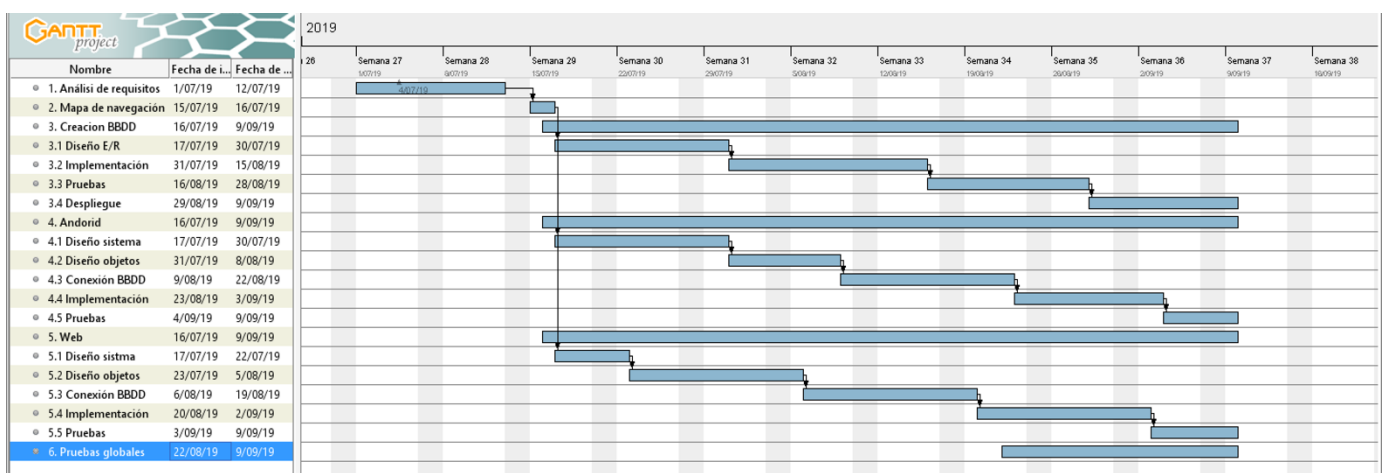 GANTT
project
2019
Nombre Fecha de i... Fecha de ...
26 Semana 27 Semana 28 Semana 29 Semana 30 Semana 31 Semana 32 Semana 33 Semana 34 Semana 35 Semana 36 Semana 37 Semana 38
1/07/19 8/07/19 15/07/19 22/07/19 29/07/19 5/08/19 12/08/19 19/08/19 26/08/19 2/09/19 9/09/19 16/09/19
1. Análisi de requisitos 1/07/19 12/07/19 4/07/19
2. Mapa de navegación 15/07/19 16/07/19
3. Creacion BBDD 16/07/19 9/09/19
3.1 Diseño E/R 17/07/19 30/07/19
3.2 Implementación 31/07/19 15/08/19
3.3 Pruebas 16/08/19 28/08/19
3.4 Despliegue 29/08/19 9/09/19
4. Andorid 16/07/19 9/09/19
4.1 Diseño sistema 17/07/19 30/07/19
4.2 Diseño objetos 31/07/19 8/08/19
4.3 Conexión BBDD 9/08/19 22/08/19
4.4 Implementación 23/08/19 3/09/19
4.5 Pruebas 4/09/19 9/09/19
5. Web 16/07/19 9/09/19
5.1 Diseño sistma 17/07/19 22/07/19
5.2 Diseño objetos 23/07/19 5/08/19
5.3 Conexión BBDD 6/08/19 19/08/19
5.4 Implementación 20/08/19 2/09/19
5.5 Pruebas 3/09/19 9/09/19
6. Pruebas globales 22/08/19 9/09/19